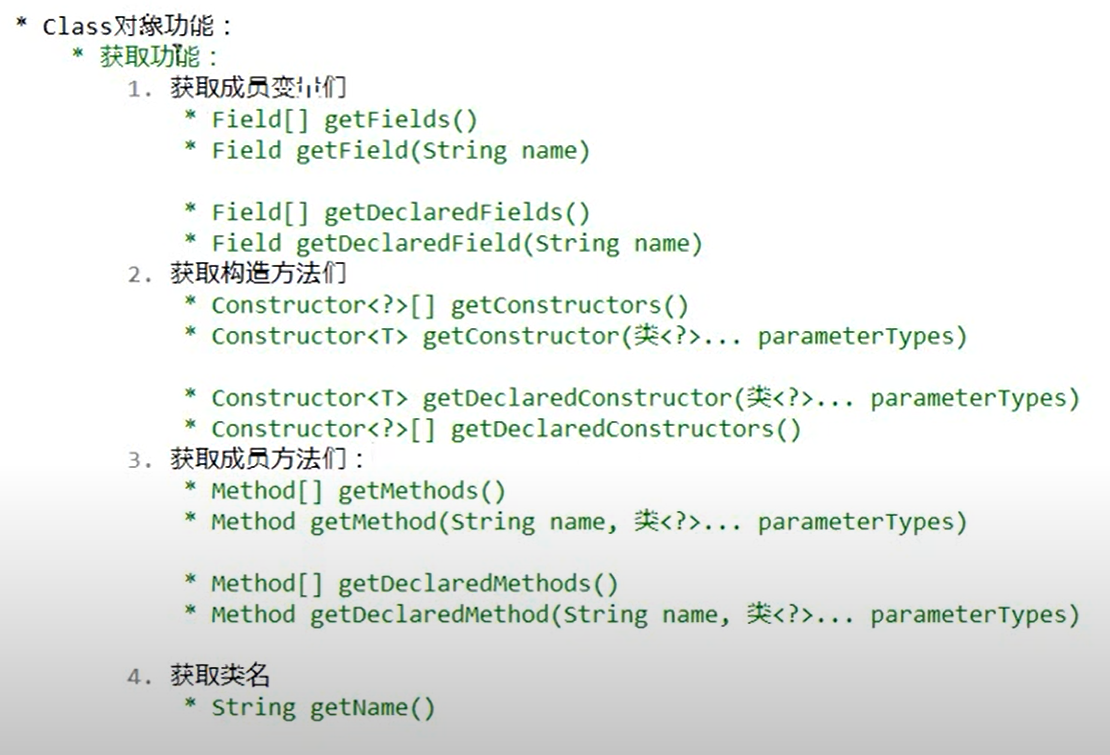 * Class对象功能：
* 获取功能：
1. 获取成员变量们
* Field[] getFields()
* Field getField(String name)
* Field[] getDeclaredFields()
* Field getDeclaredField(String name)
2. 获取构造方法们
* Constructor<?>[] getConstructors()
* Constructor<T> getConstructor(类<?>... parameterTypes)
* Constructor<T> getDeclaredConstructor(类<?>... parameterTypes)
* Constructor<?>[] getDeclaredConstructors()
3. 获取成员方法们：
* Method[] getMethods()
* Method getMethod(String name, 类<?>... parameterTypes)
* Method[] getDeclaredMethods()
* Method getDeclaredMethod(String name, 类<?>... parameterTypes)
4. 获取类名
* String getName()